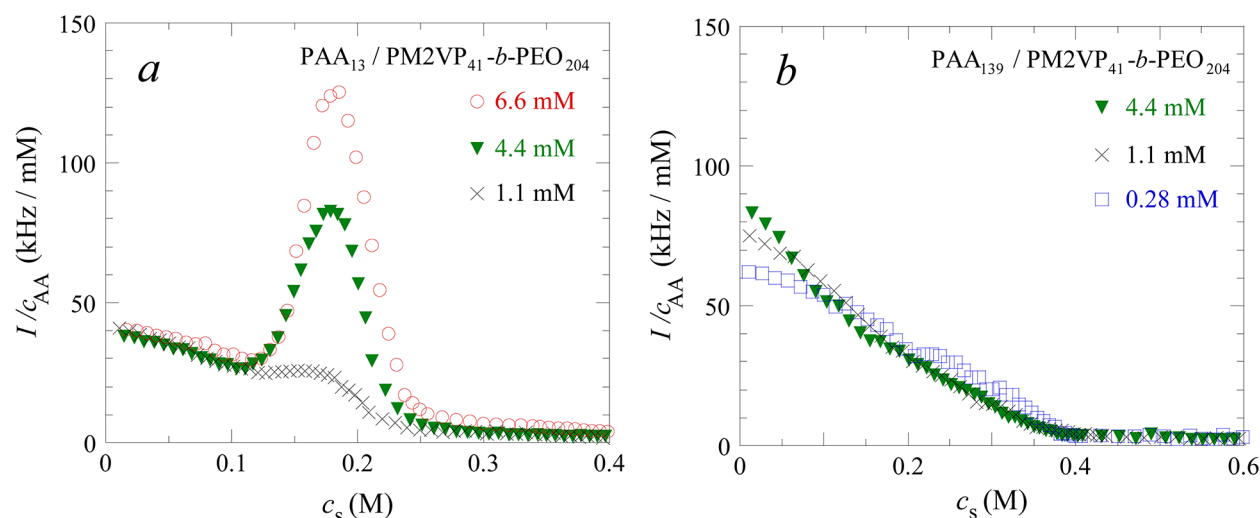 a
PAA13 / PM2VP41-b-PEO204
6.6 mM
4.4 mM
1.1 mM
150
100
50
0
I/cAA (kHz / mM)
0
0.1
0.2
0.3
0.4
cs (M)
b
PAA139 / PM2VP41-b-PEO204
4.4 mM
1.1 mM
0.28 mM
150
100
50
0
I/cAA (kHz / mM)
0
0.2
0.4
0.6
cs (M)